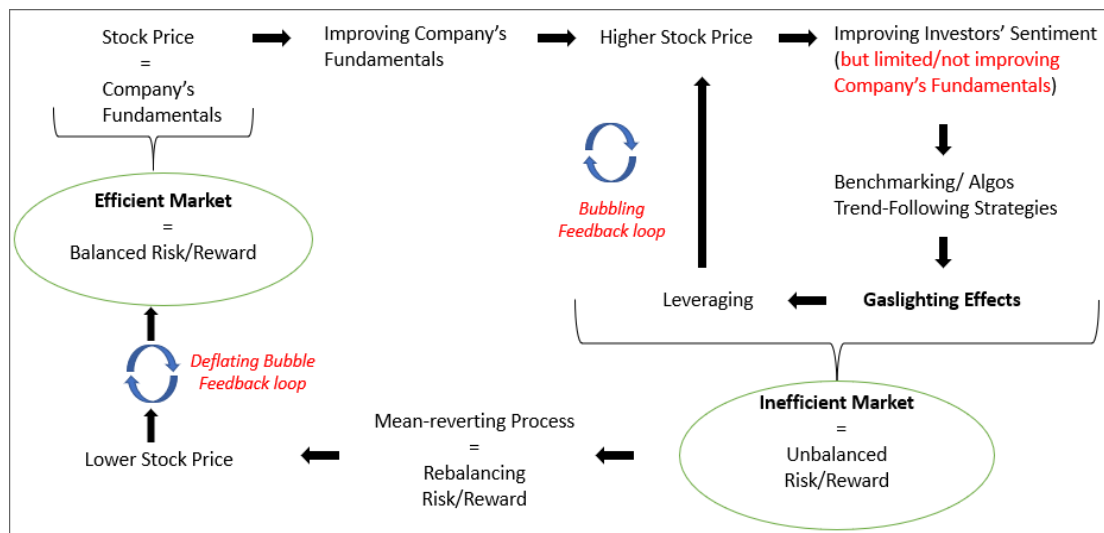 Stock Price
=
Company's
Fundamentals
Improving Company's
Fundamentals
Higher Stock Price
Improving Investors' Sentiment
(but limited/not improving
Company's Fundamentals)
Benchmarking/ Algos
Trend-Following Strategies
Gaslighting Effects
Leveraging
Bubbling
Feedback loop
Efficient Market
=
Balanced Risk/Reward
Deflating Bubble
Feedback loop
Lower Stock Price
Mean-reverting Process
=
Rebalancing
Risk/Reward
Inefficient Market
=
Unbalanced
Risk/Reward